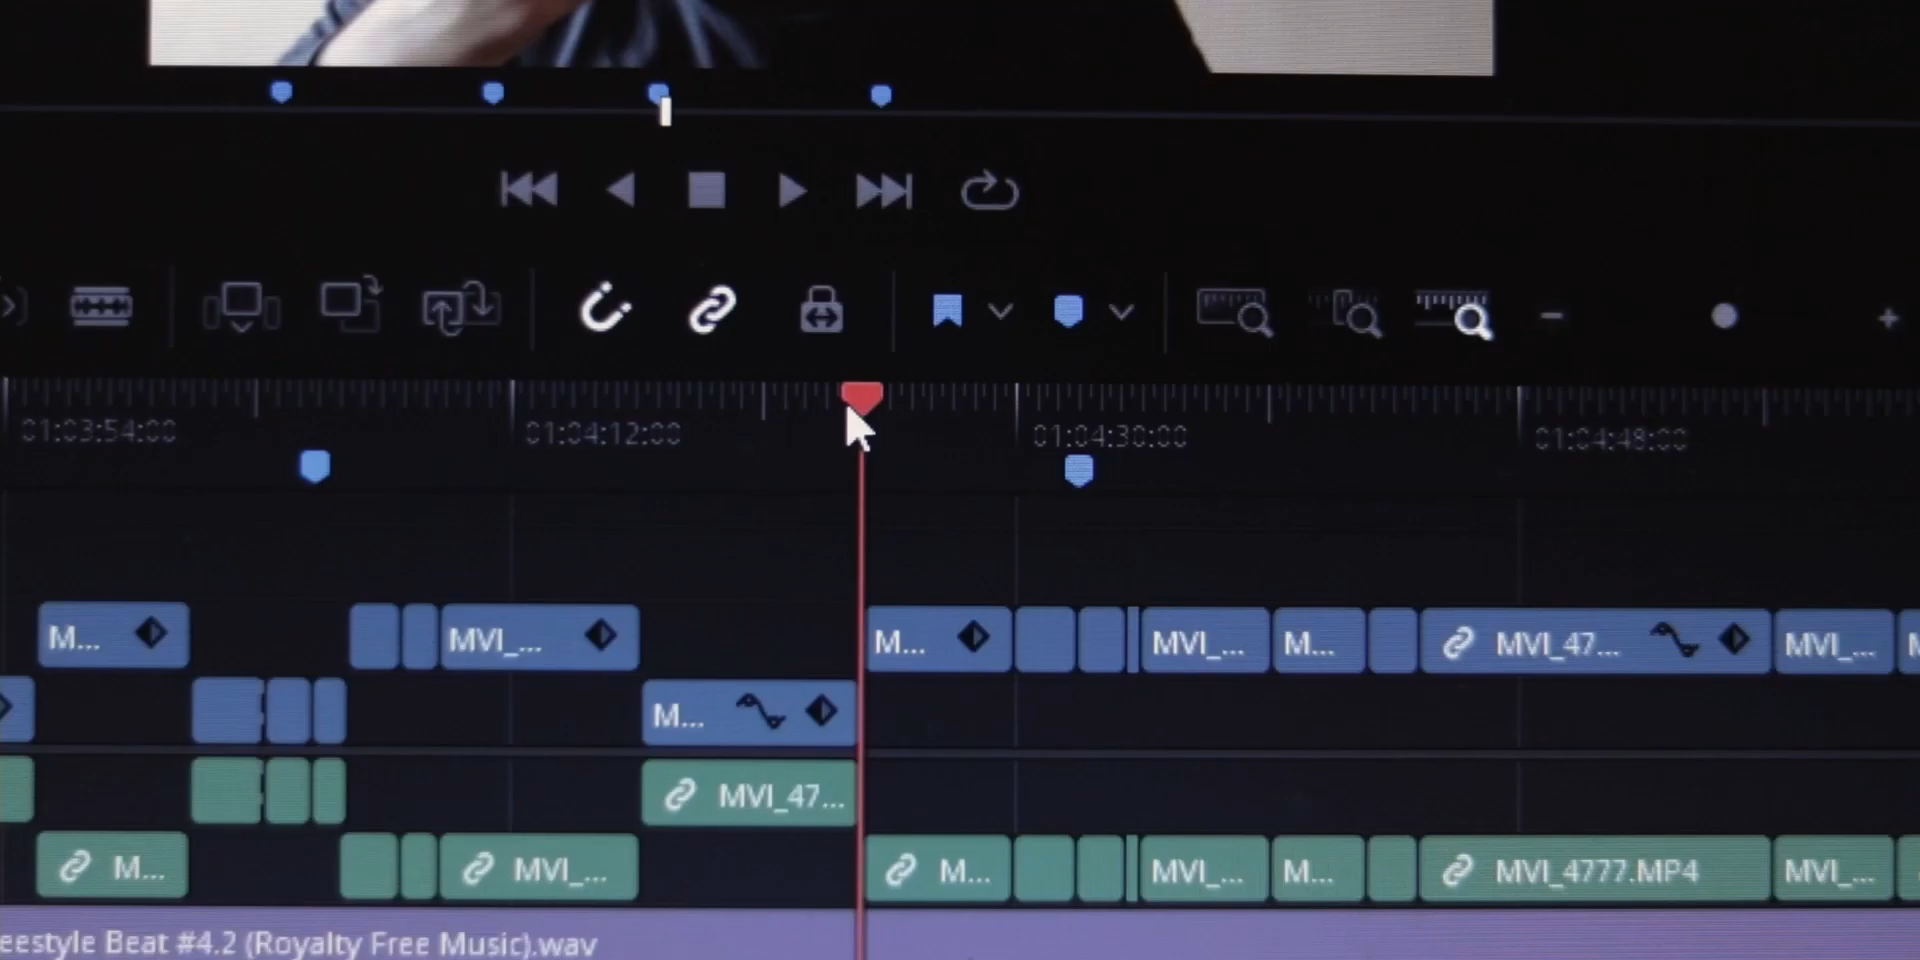 01:03:54:00 01:04:12:00 01:04:30:00 01:04:48:00
M... MVI_... M... MVI_... M... MVI_47... MVI_...
M...
MVI_47...
M... MVI_... M... MVI_... M... MVI_4777.MP4 MVI_...
eestyle Beat #4.2 (Royalty Free Music).wav